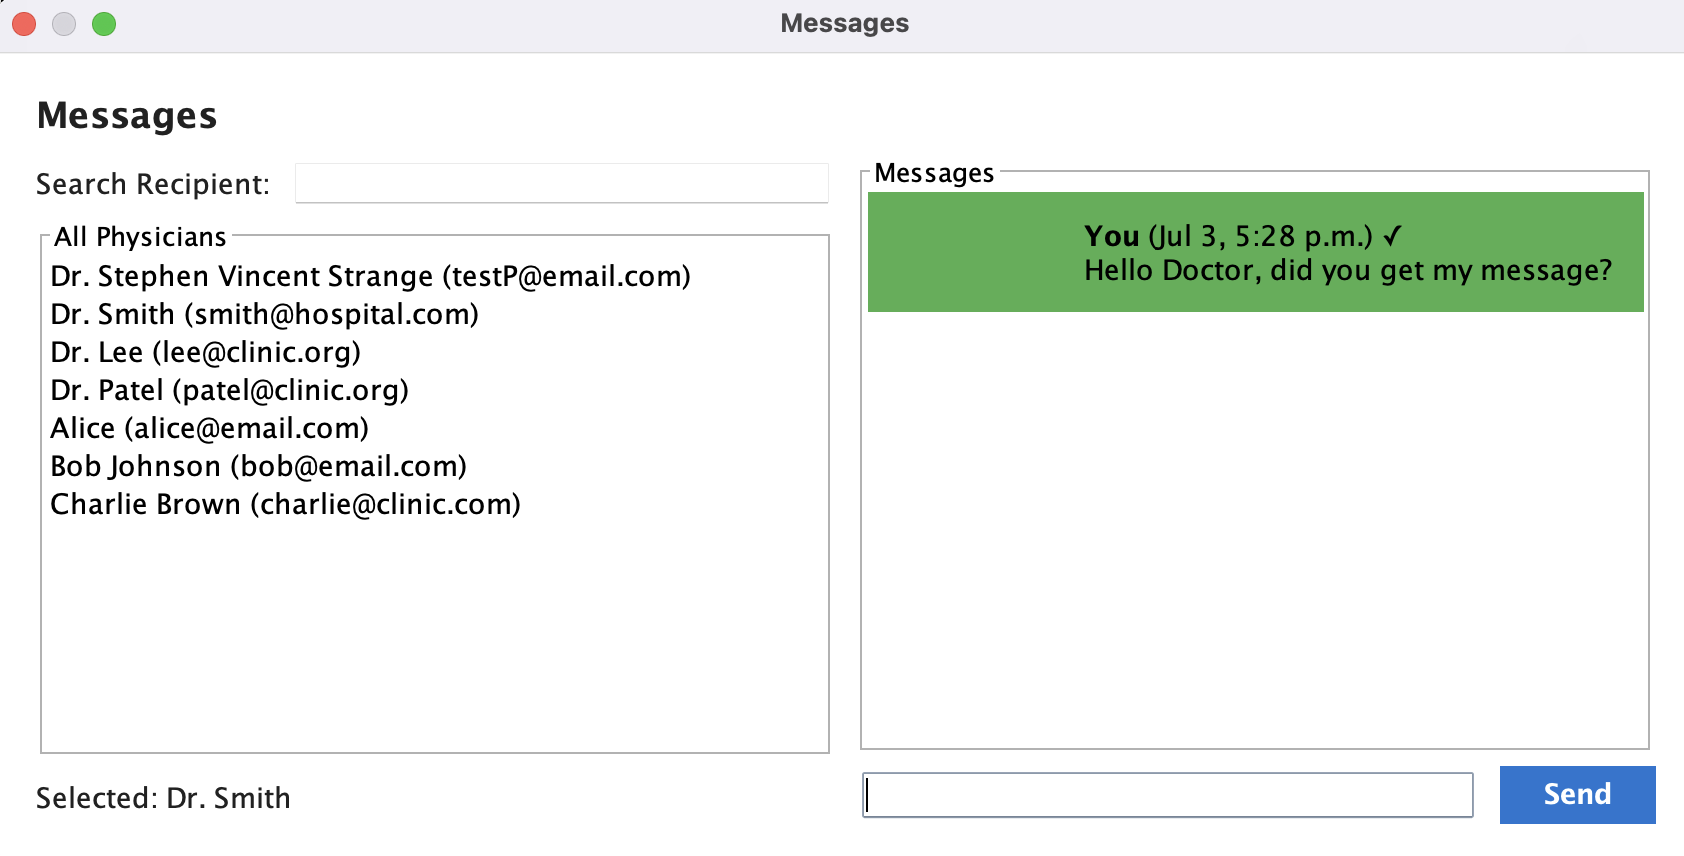 Messages
Messages
Search Recipient:
All Physicians
Dr. Stephen Vincent Strange (testP@email.com)
Dr. Smith (smith@hospital.com)
Dr. Lee (lee@clinic.org)
Dr. Patel (patel@clinic.org)
Alice (alice@email.com)
Bob Johnson (bob@email.com)
Charlie Brown (charlie@clinic.com)
Selected: Dr. Smith
Messages
You (Jul 3, 5:28 p.m.) ✓
Hello Doctor, did you get my message?
Send